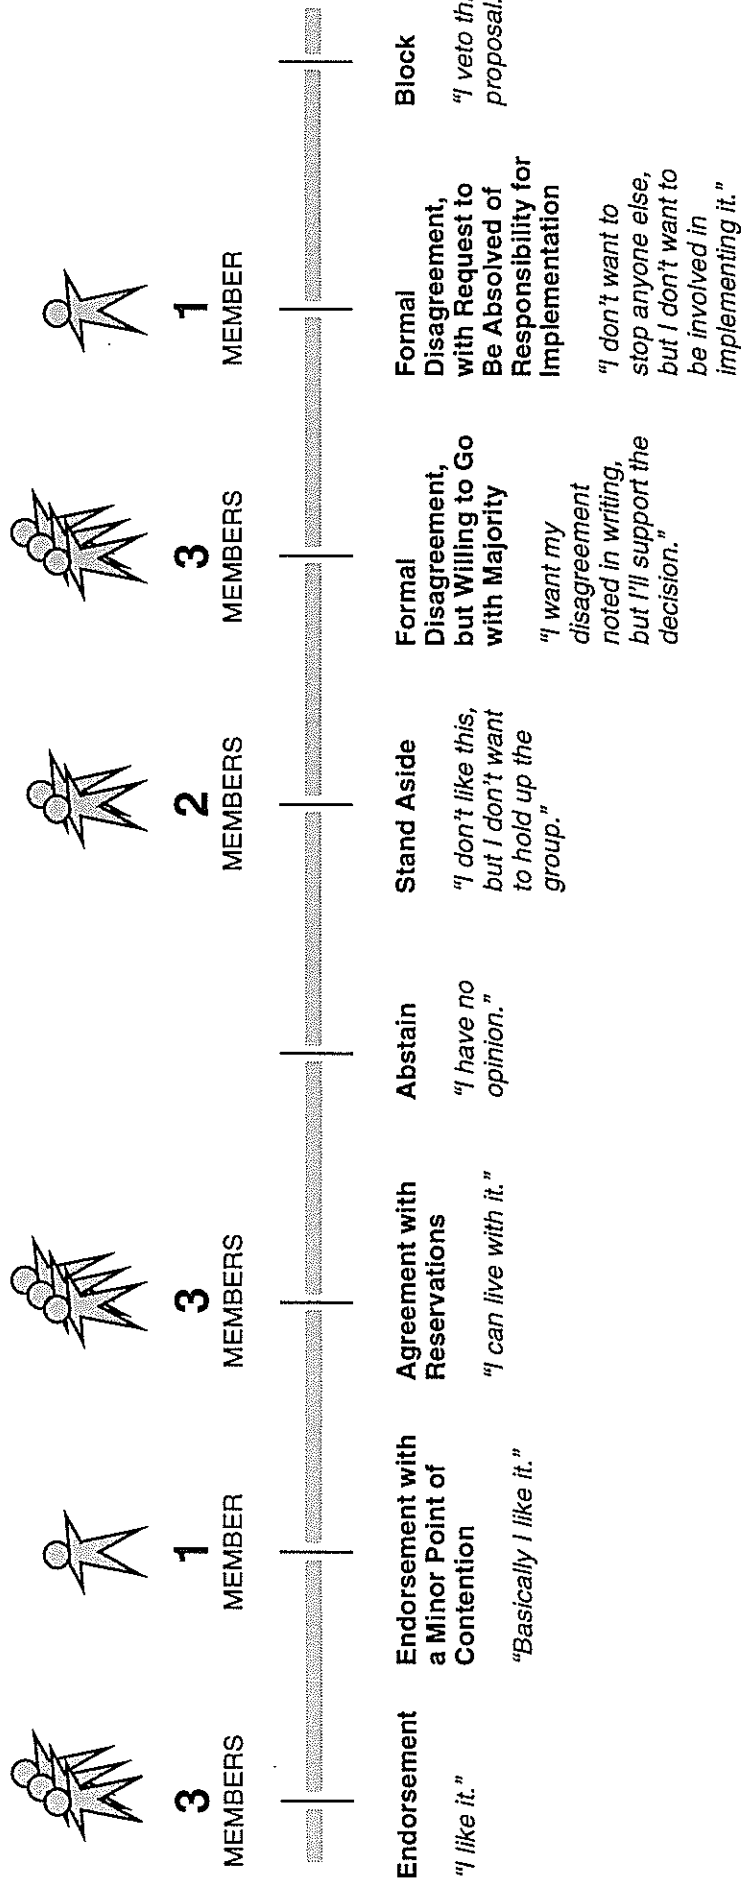 3
MEMBERS
1
MEMBER
3
MEMBERS
2
MEMBERS
3
MEMBERS
1
MEMBER
Endorsement
"I like it."
Endorsement with
a Minor Point of
Contention
"Basically I like it."
Agreement with
Reservations
"I can live with it."
Abstain
"I have no
opinion."
Stand Aside
"I don't like this,
but I don't want
to hold up the
group."
Formal
Disagreement,
but Willing to Go
with Majority
"I want my
disagreement
noted in writing,
but I'll support the
decision."
Formal
Disagreement,
with Request to
Be Absolved of
Responsibility for
Implementation
"I don't want to
stop anyone else,
but I don't want to
be involved in
implementing it."
Block
"I veto
proposal.